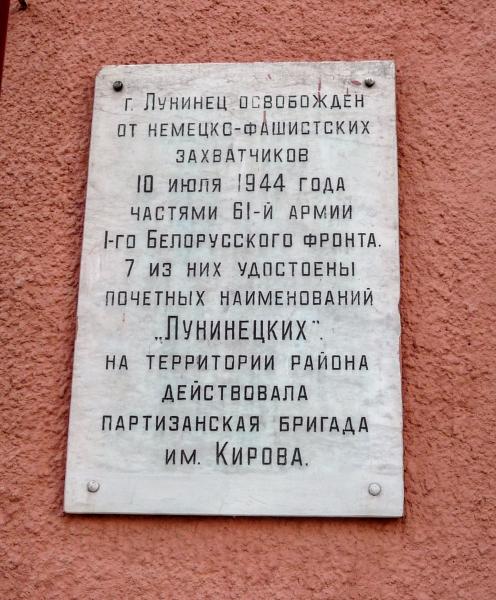 г. Лунинец освобожден
от немецко-фашистских
захватчиков
10 июля 1944 года
частями 61-й армии
1-го Белорусского фронта.
7 из них удостоены
почетных наименований
„Лунинецких".
на территории района
действовала
партизанская бригада
им. Кирова.